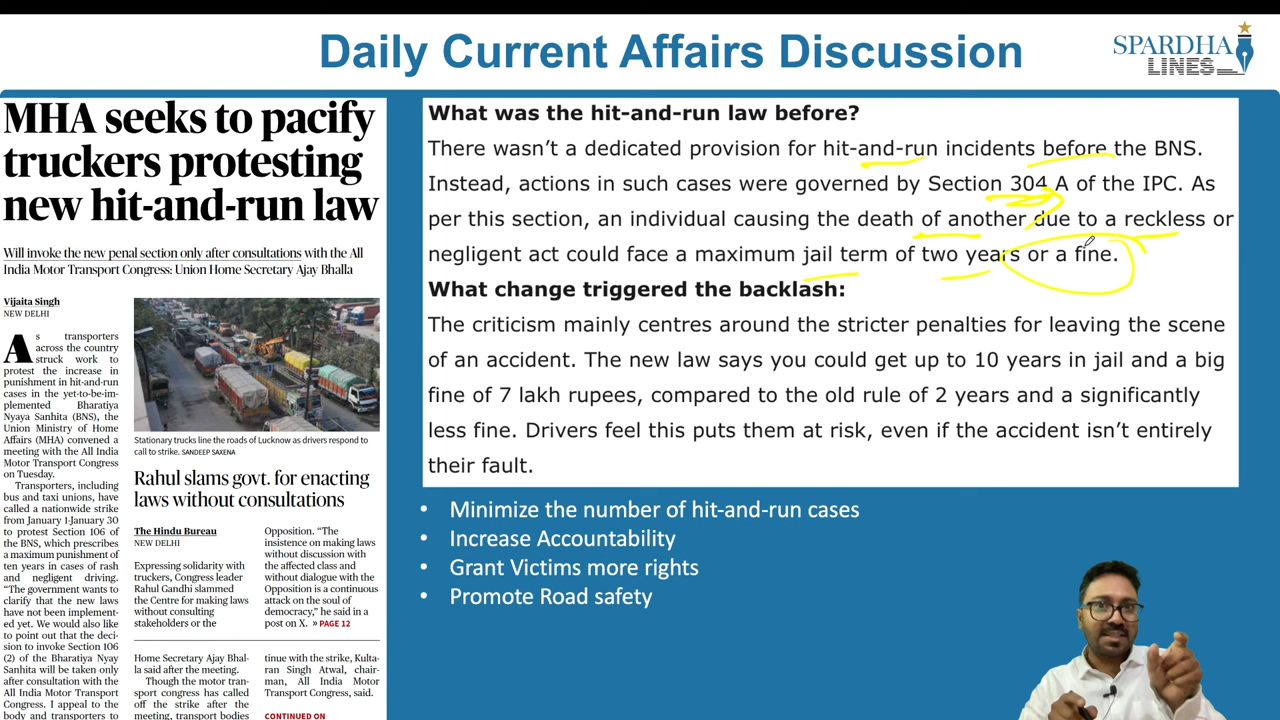 Daily Current Affairs Discussion
SPARDHA
LINES
MHA seeks to pacify
truckers protesting
new hit-and-run law
Will invoke the new penal section only after consultations with the All
India Motor Transport Congress: Union Home Secretary Ajay Bhalla
Vijaita Singh
NEW DELHI
As transporters
across the country
struck work to
protest the increase in
punishment in hit-and-run
cases in the yet-to-be-im-
plemented Bharatiya
Nyaya Sanhita (BNS), the
Union Ministry of Home
Affairs (MHA) convened a
meeting with the All India
Motor Transport Congress
on Tuesday.
Transporters, including
bus and taxi unions, have
called a nationwide strike
from January 1-January 30
to protest Section 106 of
the BNS, which prescribes
a maximum punishment of
ten years in cases of rash
and negligent driving.
“The government wants to
clarify that the new laws
have not been implement-
ed yet. We would also like
to point out that the deci-
sion to invoke Section 106
(2) of the Bharatiya Nyay
Sanhita will be taken only
after consultation with the
All India Motor Transport
Congress. I appeal to the
body and transporters to
Stationary trucks line the roads of Lucknow as drivers respond to
call to strike. SANDEEP SAXENA
Rahul slams govt. for enacting
laws without consultations
The Hindu Bureau
NEW DELHI
Expressing solidarity with
truckers, Congress leader
Rahul Gandhi slammed
the Centre for making laws
without consulting
stakeholders or the
Opposition. “The
insistence on making laws
without discussion with
the affected class and
without dialogue with the
Opposition is a continuous
attack on the soul of
democracy,” he said in a
post on X. » PAGE 12
Home Secretary Ajay Bhal-
la said after the meeting.
Though the motor tran-
sport congress has called
off the strike after the
meeting, transport bodies
tinue with the strike, Kulta-
ran Singh Atwal, chair-
man, All India Motor
Transport Congress, said.
CONTINUED ON
What was the hit-and-run law before?
There wasn’t a dedicated provision for hit-and-run incidents before the BNS.
Instead, actions in such cases were governed by Section 304 A of the IPC. As
per this section, an individual causing the death of another due to a reckless or
negligent act could face a maximum jail term of two years or a fine.
What change triggered the backlash:
The criticism mainly centres around the stricter penalties for leaving the scene
of an accident. The new law says you could get up to 10 years in jail and a big
fine of 7 lakh rupees, compared to the old rule of 2 years and a significantly
less fine. Drivers feel this puts them at risk, even if the accident isn’t entirely
their fault.
• Minimize the number of hit-and-run cases
• Increase Accountability
• Grant Victims more rights
• Promote Road safety